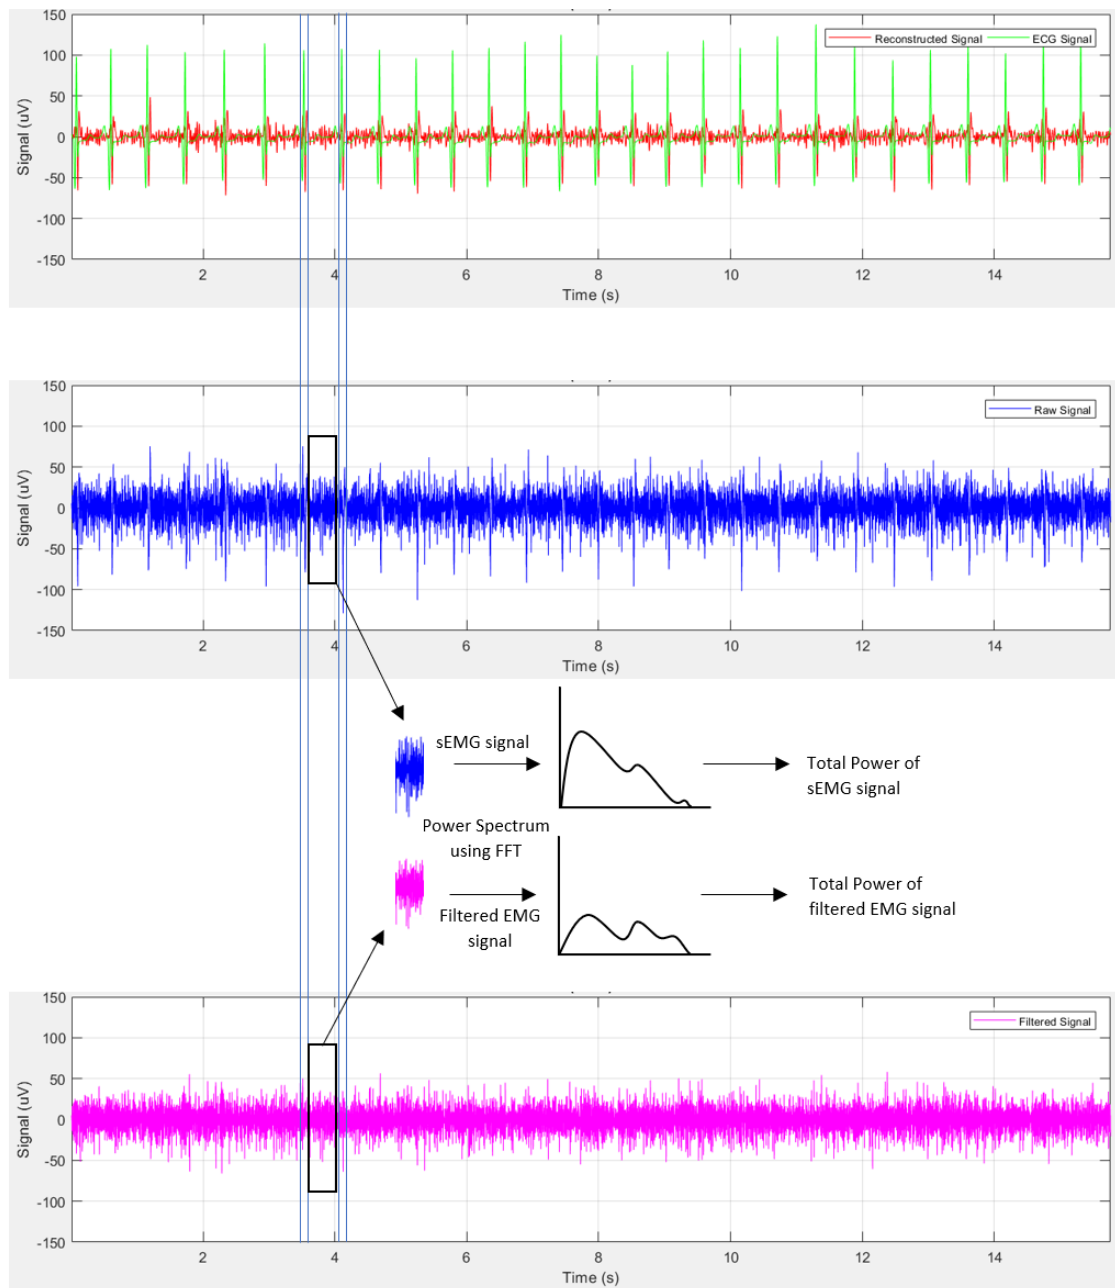 150
100
50
0
-50
-100
-150
Signal (uV)
Reconstructed Signal
ECG Signal
2
4
6
8
10
12
14
Time (s)
150
100
50
0
-50
-100
-150
Signal (uV)
Raw Signal
2
4
6
8
10
12
14
Time (s)
sEMG signal
Total Power of
sEMG signal
Power Spectrum
using FFT
Filtered EMG
signal
Total Power of
filtered EMG signal
150
100
50
0
-50
-100
-150
Signal (uV)
Filtered Signal
2
4
6
8
10
12
14
Time (s)